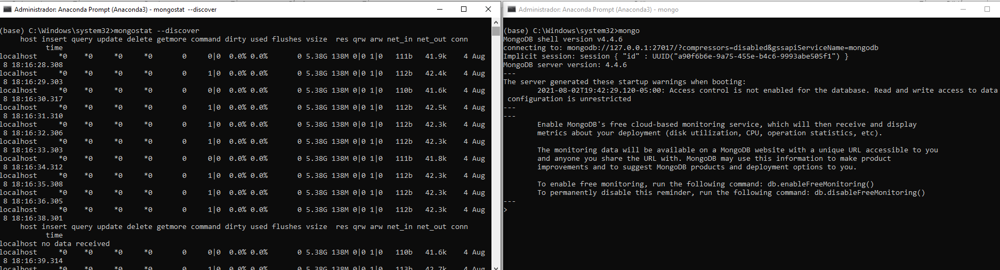 Administrador: Anaconda Prompt (Anaconda3) - mongostat --discover
(base) C:\Windows\system32>mongostat --discover
host insert query update delete getmore command dirty used flushes vsize res qrw arw net_in net_out conn
time
localhost *0 *0 *0 *0 0 0|0 0.0% 0.0% 0 5.38G 138M 0|0 1|0 111b 41.9k 4 Aug
8 18:16:28.308
localhost *0 *0 *0 *0 0 1|0 0.0% 0.0% 0 5.38G 138M 0|0 1|0 112b 42.4k 4 Aug
8 18:16:29.303
localhost *0 *0 *0 *0 0 0|0 0.0% 0.0% 0 5.38G 138M 0|0 1|0 110b 41.6k 4 Aug
8 18:16:30.317
localhost *0 *0 *0 *0 0 1|0 0.0% 0.0% 0 5.38G 138M 0|0 1|0 112b 42.5k 4 Aug
8 18:16:31.310
localhost *0 *0 *0 *0 0 1|0 0.0% 0.0% 0 5.38G 138M 0|0 1|0 112b 42.3k 4 Aug
8 18:16:32.306
localhost *0 *0 *0 *0 0 1|0 0.0% 0.0% 0 5.38G 138M 0|0 1|0 112b 42.3k 4 Aug
8 18:16:33.303
localhost *0 *0 *0 *0 0 0|0 0.0% 0.0% 0 5.38G 138M 0|0 1|0 111b 41.8k 4 Aug
8 18:16:34.312
localhost *0 *0 *0 *0 0 1|0 0.0% 0.0% 0 5.38G 138M 0|0 1|0 112b 42.3k 4 Aug
8 18:16:35.308
localhost *0 *0 *0 *0 0 1|0 0.0% 0.0% 0 5.38G 138M 0|0 1|0 112b 42.3k 4 Aug
8 18:16:36.305
localhost *0 *0 *0 *0 0 1|0 0.0% 0.0% 0 5.38G 138M 0|0 1|0 112b 42.3k 4 Aug
8 18:16:38.301
host insert query update delete getmore command dirty used flushes vsize res qrw arw net_in net_out conn
time
localhost no data received
localhost *0 *0 *0 *0 0 0|0 0.0% 0.0% 0 5.38G 138M 0|0 1|0 110b 41.6k 4 Aug
8 18:16:39.314
localhost *0 *0 *0 *0 0 1|0 0.0% 0.0% 0 5.38G 138M 0|0 1|0 113b 42.7k 4 Aug
Administrador: Anaconda Prompt (Anaconda3) - mongo
(base) C:\Windows\system32>mongo
MongoDB shell version v4.4.6
connecting to: mongodb://127.0.0.1:27017/?compressors=disabled&gssapiServiceName=mongodb
Implicit session: session { "id" : UUID("a90f6b6e-9a75-455e-b4c6-9993abe505f1") }
MongoDB server version: 4.4.6
---
The server generated these startup warnings when booting:
2021-08-02T19:42:29.120-05:00: Access control is not enabled for the database. Read and write access to data
configuration is unrestricted
---
---
Enable MongoDB's free cloud-based monitoring service, which will then receive and display
metrics about your deployment (disk utilization, CPU, operation statistics, etc).
The monitoring data will be available on a MongoDB website with a unique URL accessible to you
and anyone you share the URL with. MongoDB may use this information to make product
improvements and to suggest MongoDB products and deployment options to you.
To enable free monitoring, run the following command: db.enableFreeMonitoring()
To permanently disable this reminder, run the following command: db.disableFreeMonitoring()
---
>